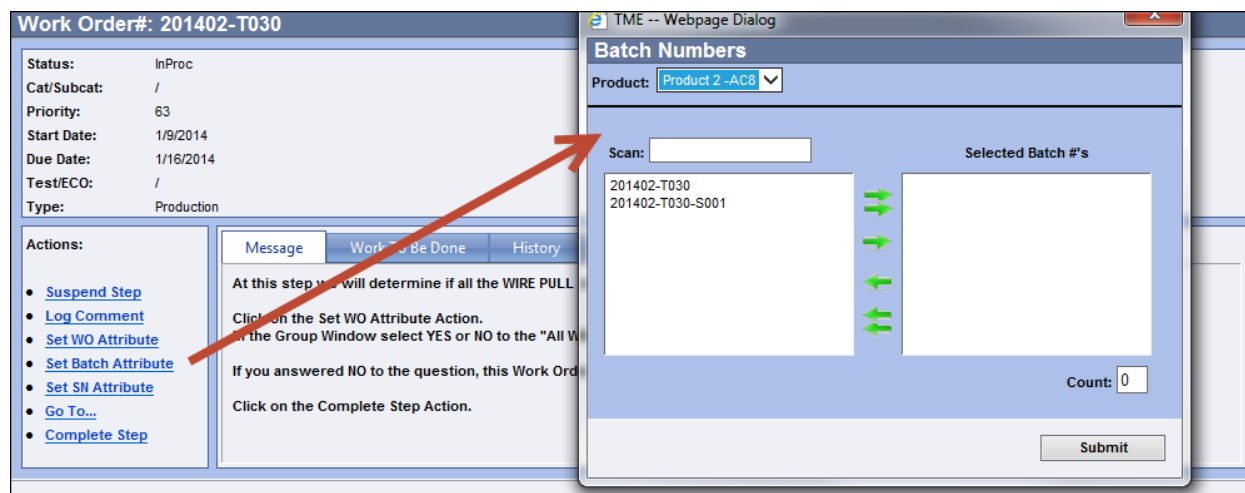 Work Order#: 201402-T030
Status: InProc
Cat/Subcat: /
Priority: 63
Start Date: 1/9/2014
Due Date: 1/16/2014
Test/ECO: /
Type: Production
Actions:
Suspend Step
Log Comment
Set WO Attribute
Set Batch Attribute
Set SN Attribute
Go To...
Complete Step
Message Work To Be Done History
At this step we will determine if all the WIRE PULL
Click on the Set WO Attribute Action.
In the Group Window select YES or NO to the "All W
If you answered NO to the question, this Work Ord
Click on the Complete Step Action.
TME -- Webpage Dialog
Batch Numbers
Product: Product 2 -AC8
Scan:
Selected Batch #'s
201402-T030
201402-T030-S001
Count: 0
Submit